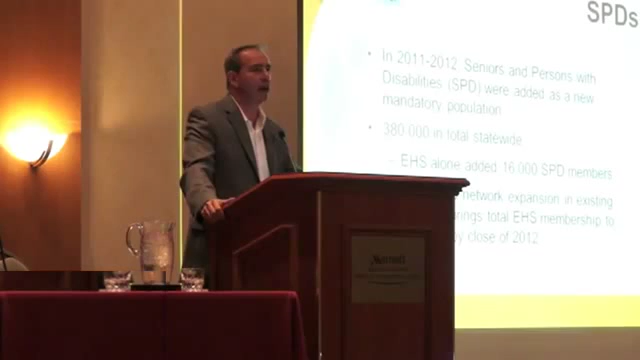 SPDs
• In 2011-2012 Seniors and Persons with
Disabilities (SPD) were added as a new
mandatory population
• 380,000 in total statewide
– EHS alone added 16,000 SPD members
network expansion in existing
total EHS membership to
by close of 2012
Marriott